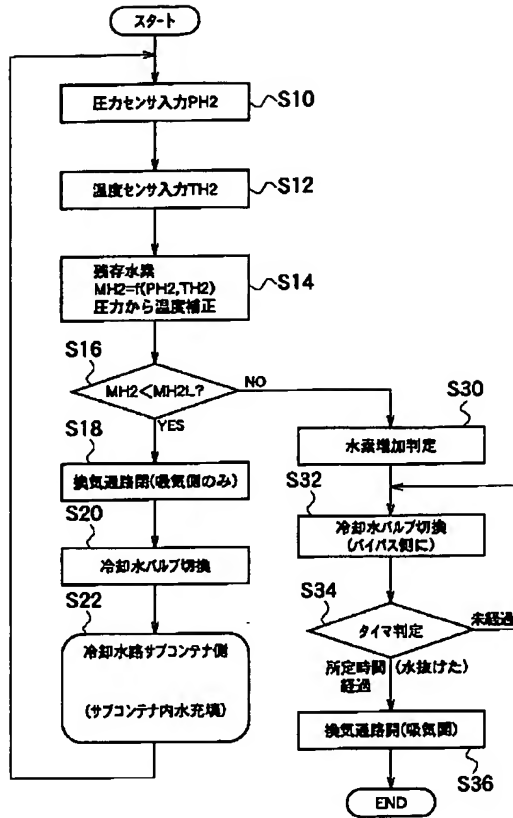 スタート
圧力センサ入力PH2
S10
温度センサ入力TH2
S12
残存水素
MH2=f(PH2,TH2)
圧力から温度補正
S14
S16
MH2<MH2L?
NO
YES
S18
換気通路閉(吸気側のみ)
S20
冷却水バルブ切換
S22
冷却水路サブコンテナ側
(サブコンテナ内水充填)
S30
水素増加判定
S32
冷却水バルブ切換
(バイパス側に)
S34
タイマ判定
未経過
所定時間 (水抜けた)
経過
換気通路開(吸気開)
S36
END